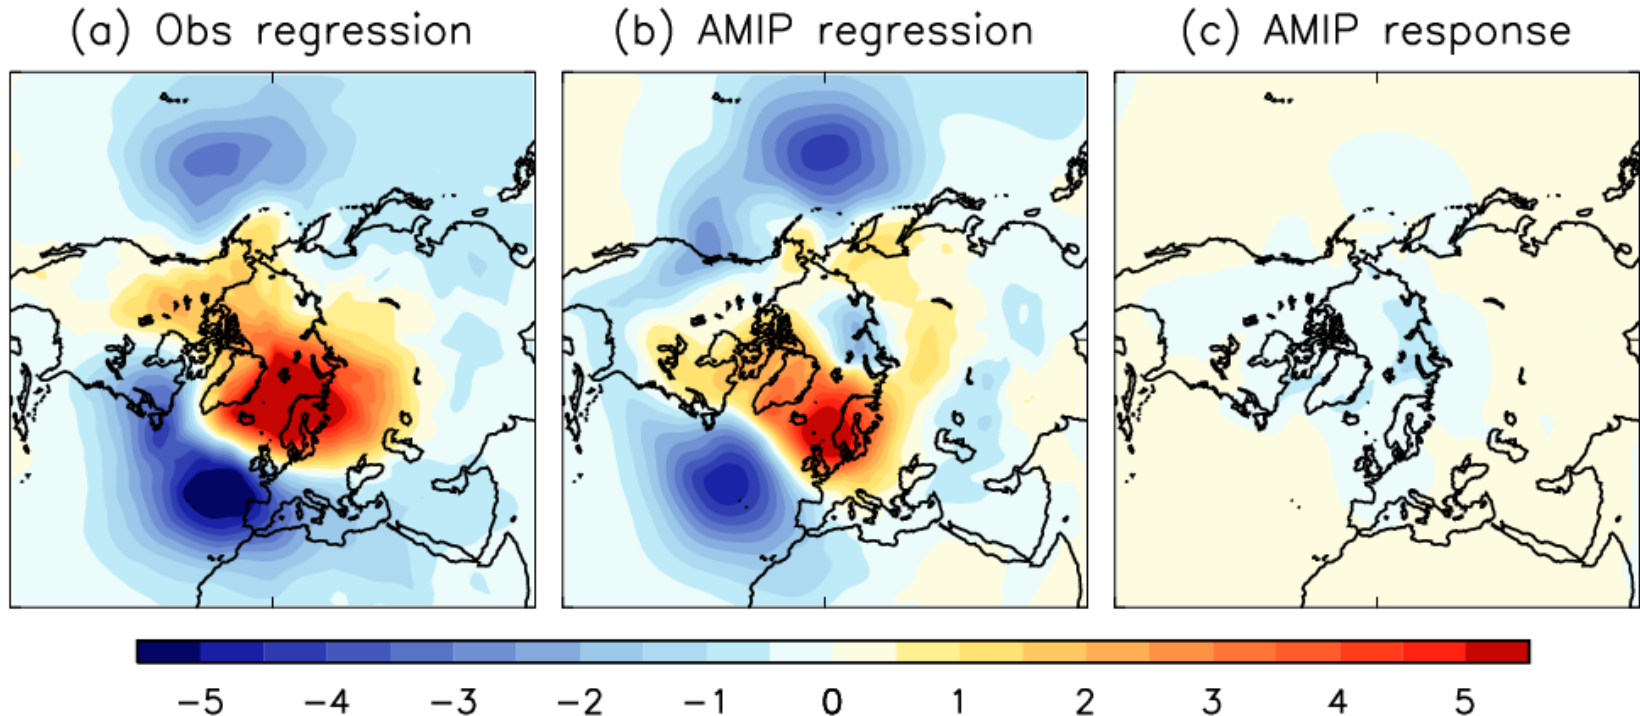 (a) Obs regression
(b) AMIP regression
(c) AMIP response
-5 -4 -3 -2 -1 0 1 2 3 4 5